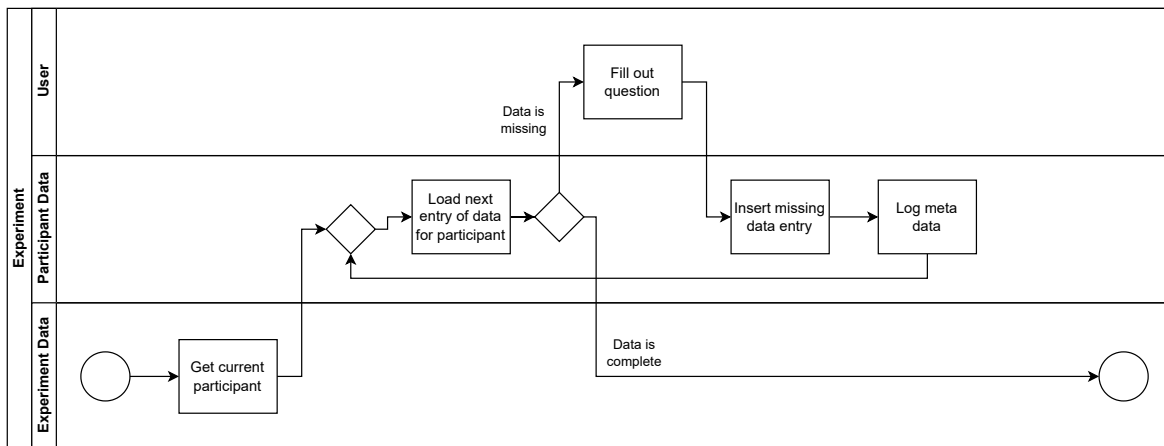 Experiment
User
Fill out
question
Data is
missing
Participant Data
Load next
entry of data
for participant
Insert missing
data entry
Log meta
data
Experiment Data
Get current
participant
Data is
complete